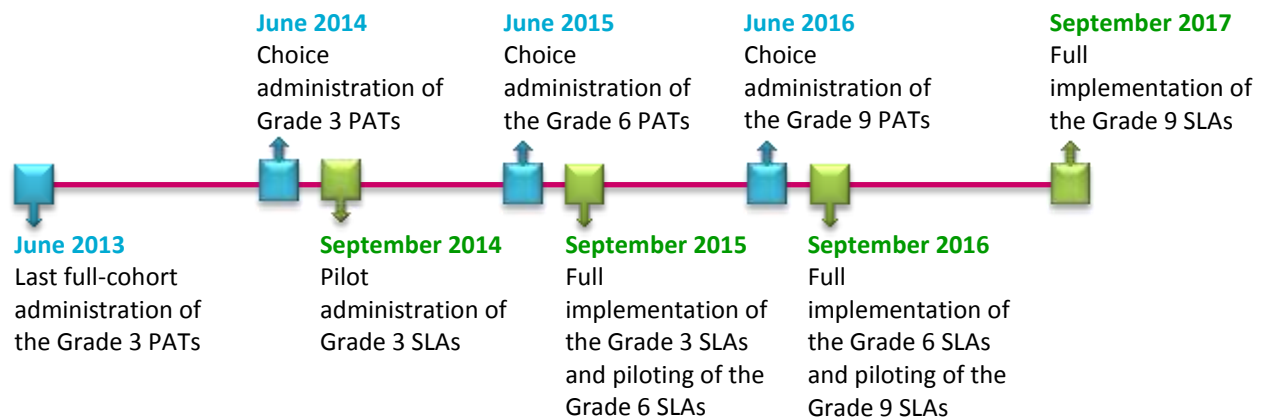 June 2014
Choice
administration of
Grade 3 PATs
June 2015
Choice
administration of
the Grade 6 PATs
June 2016
Choice
administration of
the Grade 9 PATs
September 2017
Full
implementation of
the Grade 9 SLAs
June 2013
Last full-cohort
administration of
the Grade 3 PATs
September 2014
Pilot
administration of
Grade 3 SLAs
September 2015
Full
implementation of
the Grade 3 SLAs
and piloting of the
Grade 6 SLAs
September 2016
Full
implementation of
the Grade 6 SLAs
and piloting of the
Grade 9 SLAs